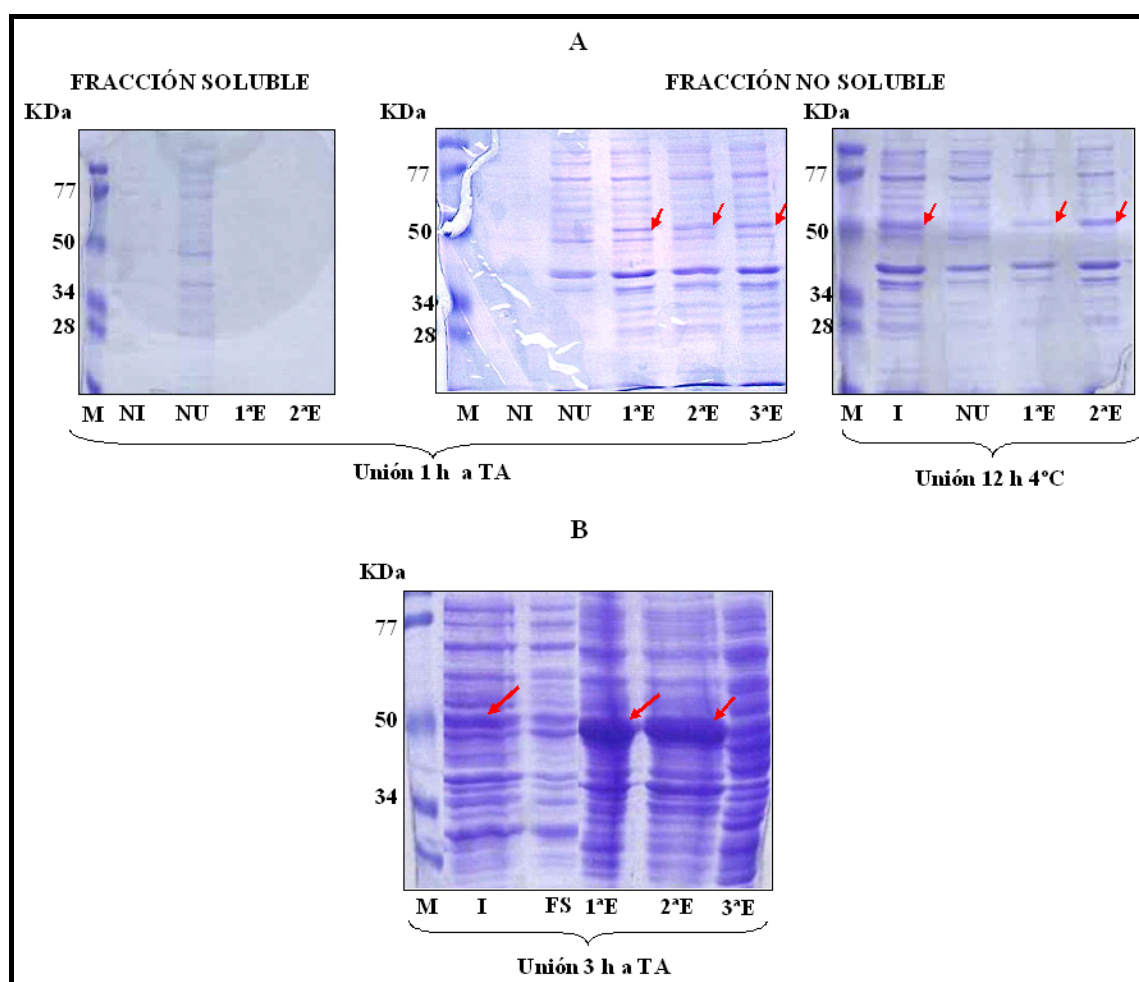 A
FRACCIÓN SOLUBLE
FRACCIÓN NO SOLUBLE
KDa
77
50
34
28
M NI NU 1ªE 2ªE
KDa
77
50
34
28
M NI NU 1ªE 2ªE 3ªE
Unión 1 h a TA
KDa
77
50
34
28
M I NU 1ªE 2ªE
Unión 12 h 4ºC
B
KDa
77
50
34
M I FS 1ªE 2ªE 3ªE
Unión 3 h a TA